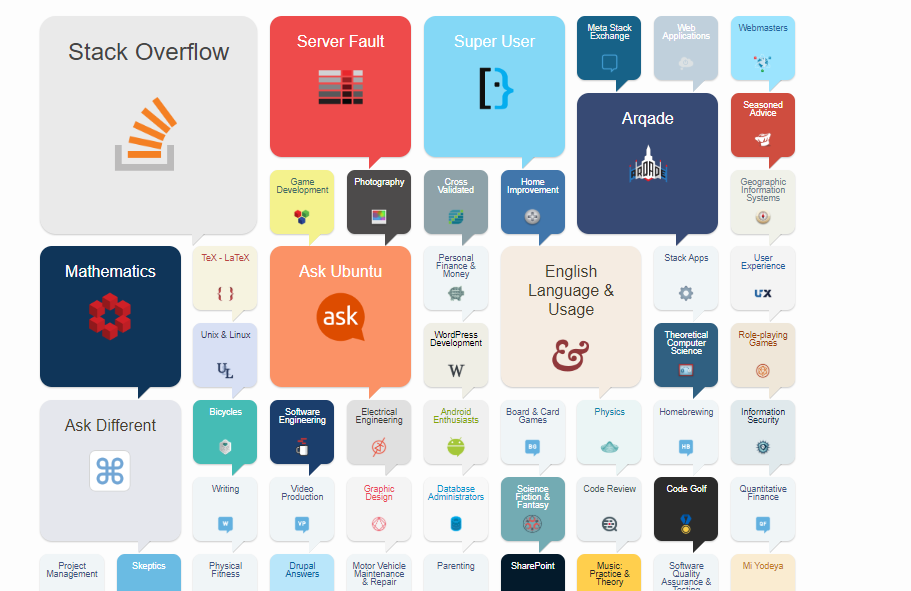 Stack Overflow
Server Fault
Super User
Meta Stack
Exchange
Web
Applications
Webmasters
Arqade
ARQADE
Seasoned
Advice
Game
Development
Photography
Cross
Validated
Home
Improvement
Geographic
Information
Systems
Mathematics
TeX - LaTeX
{ }
Ask Ubuntu
ask
Personal
Finance &
Money
English
Language &
Usage
&
Stack Apps
User
Experience
UX
Unix & Linux
UL
WordPress
Development
W
Theoretical
Computer
Science
Role-playing
Games
Ask Different
Bicycles
Software
Engineering
Electrical
Engineering
Android
Enthusiasts
Board & Card
Games
BG
Physics
Homebrewing
HB
Information
Security
Writing
W
Video
Production
VP
Graphic
Design
Database
Administrators
Science
Fiction &
Fantasy
Code Review
Code Golf
Quantitative
Finance
QF
Project
Management
Skeptics
Physical
Fitness
Drupal
Answers
Motor Vehicle
Maintenance
& Repair
Parenting
SharePoint
Music:
Practice &
Theory
Software
Quality
Assurance &
Testing
Mi Yodeya